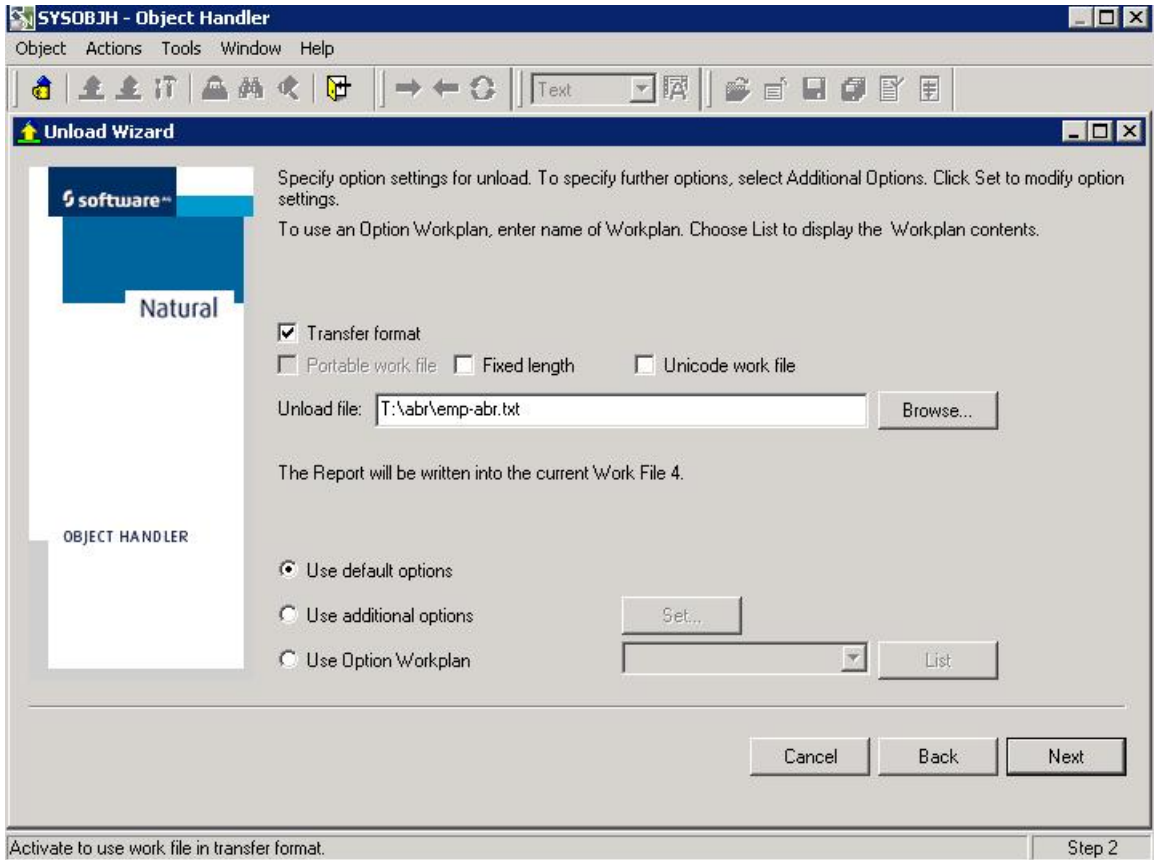 SYSOBJH - Object Handler
Object Actions Tools Window Help
Text
Unload Wizard
Specify option settings for unload. To specify further options, select Additional Options. Click Set to modify option
settings.
software AG
To use an Option Workplan, enter name of Workplan. Choose List to display the Workplan contents.
Natural
Transfer format
Portable work file Fixed length Unicode work file
Unload file: T:\abr\emp-abr.txt Browse...
The Report will be written into the current Work File 4.
OBJECT HANDLER
Use default options
Use additional options Set...
Use Option Workplan List
Cancel Back Next
Activate to use work file in transfer format. Step 2